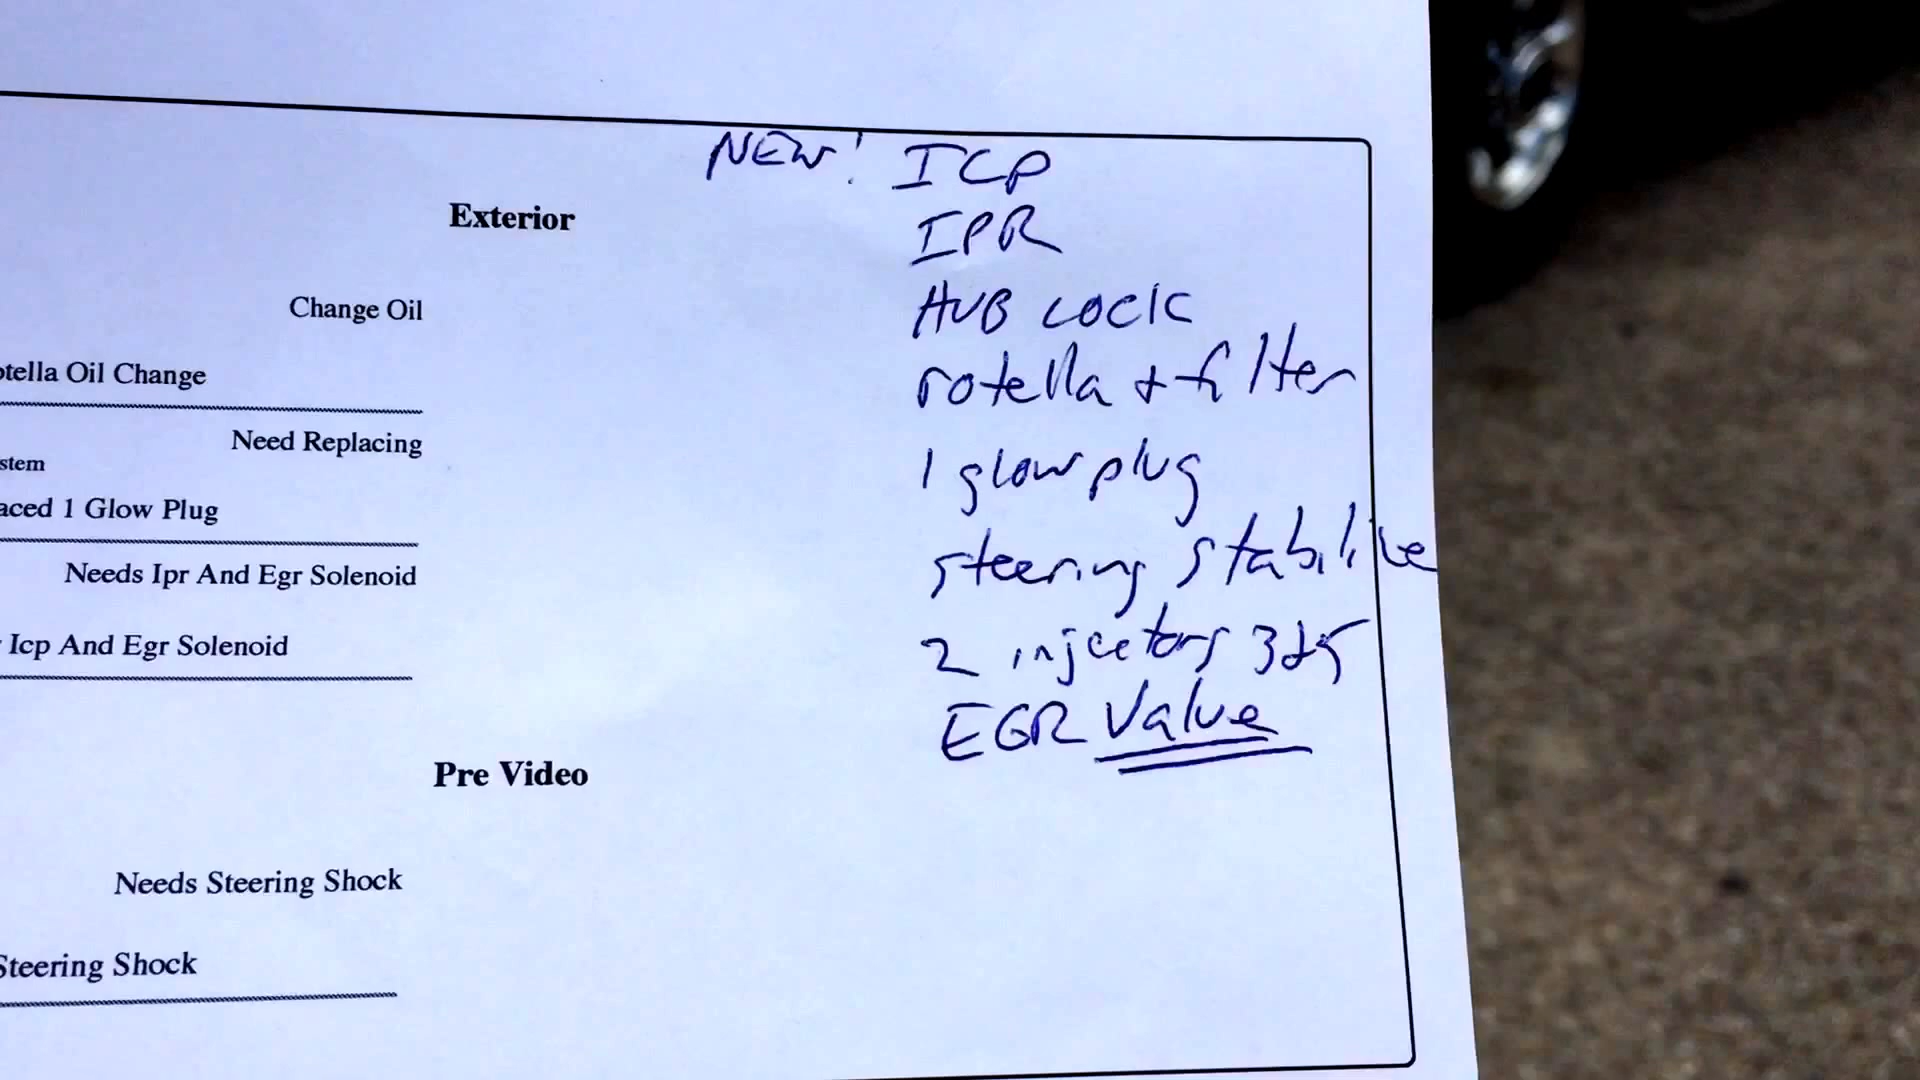 Exterior
Change Oil
otella Oil Change
Need Replacing
stem
aced 1 Glow Plug
Needs Ipr And Egr Solenoid
Icp And Egr Solenoid
Pre Video
Needs Steering Shock
Steering Shock
NEW! ICP
IPR
HUB LOCK
rotella + filter
1 glow plug
steering stabilize
2 injectors 3&5
EGR Valve